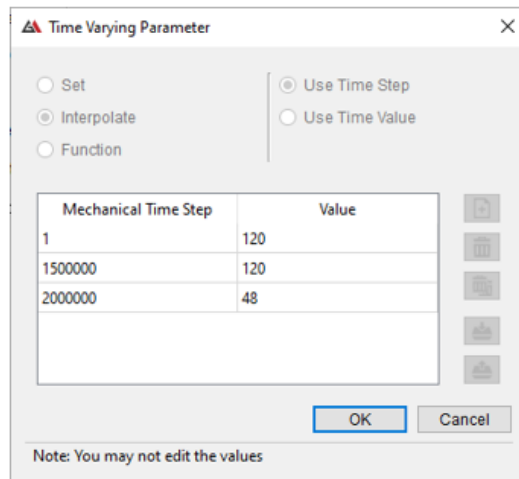 Time Varying Parameter
Set
Interpolate
Function
Use Time Step
Use Time Value
Mechanical Time Step Value
1 120
1500000 120
2000000 48
OK Cancel
Note: You may not edit the values